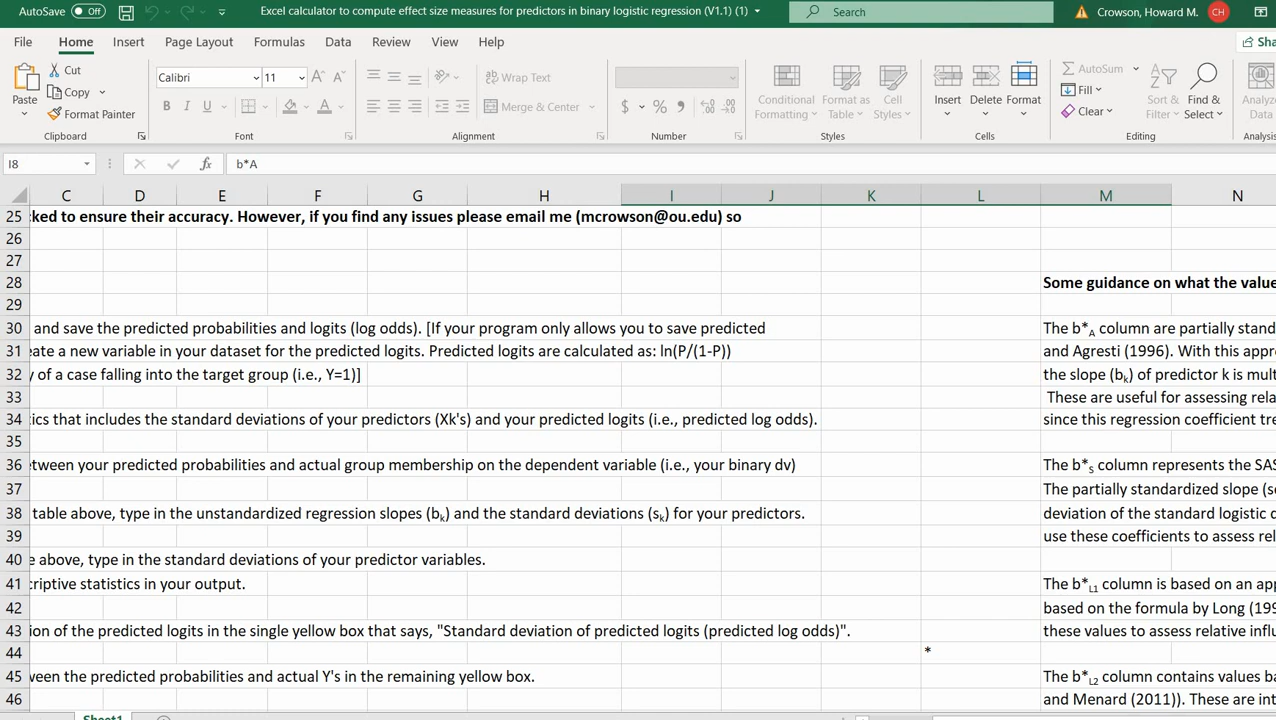 AutoSave Off Excel calculator to compute effect size measures for predictors in binary logistic regression (V1.1) (1) Search Crowson, Howard M. CH
File Home Insert Page Layout Formulas Data Review View Help Sha
Paste Cut Copy Format Painter Clipboard
Calibri 11 A A B I U A Font
Wrap Text Merge & Center Alignment
$ % Number
Conditional Formatting Format as Table Cell Styles Styles
Insert Delete Format Cells
AutoSum Fill Clear Sort & Filter Find & Select Editing
Analyze Data Analysis
I8 fx b*A
C D E F G H I J K L M N
25 cked to ensure their accuracy. However, if you find any issues please email me (mcrowson@ou.edu) so
26
27
28 Some guidance on what the value
29
30 and save the predicted probabilities and logits (log odds). [If your program only allows you to save predicted The b*A column are partially stand
31 eate a new variable in your dataset for the predicted logits. Predicted logits are calculated as: ln(P/(1-P)) and Agresti (1996). With this appr
32 y of a case falling into the target group (i.e., Y=1)] the slope (bk) of predictor k is mult
33 These are useful for assessing rela
34 tics that includes the standard deviations of your predictors (Xk's) and your predicted logits (i.e., predicted log odds). since this regression coefficient tre
35
36 etween your predicted probabilities and actual group membership on the dependent variable (i.e., your binary dv) The b*S column represents the SAS
37 The partially standardized slope (se
38 table above, type in the unstandardized regression slopes (bk) and the standard deviations (sk) for your predictors. deviation of the standard logistic d
39 use these coefficients to assess rel
40 e above, type in the standard deviations of your predictor variables.
41 criptive statistics in your output. The b*L1 column is based on an app
42 based on the formula by Long (199
43 ion of the predicted logits in the single yellow box that says, "Standard deviation of predicted logits (predicted log odds)". these values to assess relative influ
44 *
45 ween the predicted probabilities and actual Y's in the remaining yellow box. The b*L2 column contains values ba
46 and Menard (2011)). These are int
Sheet1